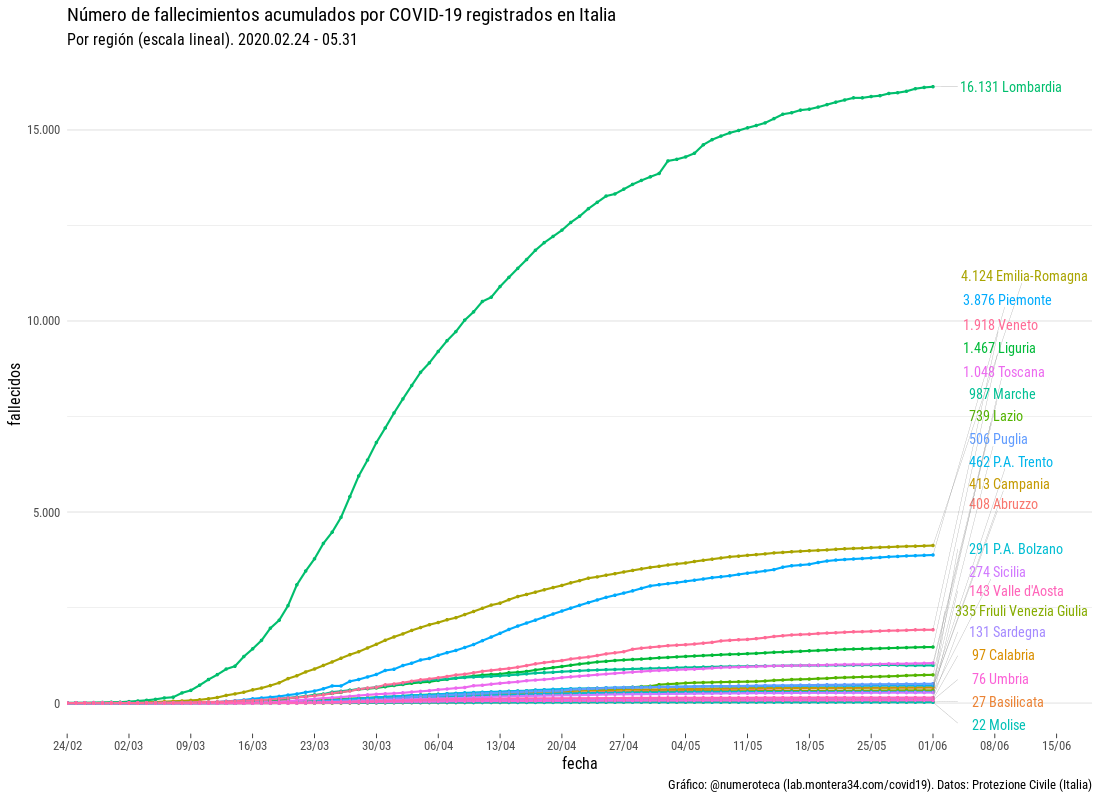 Número de fallecimientos acumulados por COVID-19 registrados en Italia
Por región (escala lineal). 2020.02.24 - 05.31
fallecidos
15.000
10.000
5.000
0
16.131 Lombardia
4.124 Emilia-Romagna
3.876 Piemonte
1.918 Veneto
1.467 Liguria
1.048 Toscana
987 Marche
739 Lazio
506 Puglia
462 P.A. Trento
413 Campania
408 Abruzzo
291 P.A. Bolzano
274 Sicilia
143 Valle d'Aosta
335 Friuli Venezia Giulia
131 Sardegna
97 Calabria
76 Umbria
27 Basilicata
22 Molise
24/02 02/03 09/03 16/03 23/03 30/03 06/04 13/04 20/04 27/04 04/05 11/05 18/05 25/05 01/06 08/06 15/06
fecha
Gráfico: @numeroteca (lab.montera34.com/covid19). Datos: Protezione Civile (Italia)